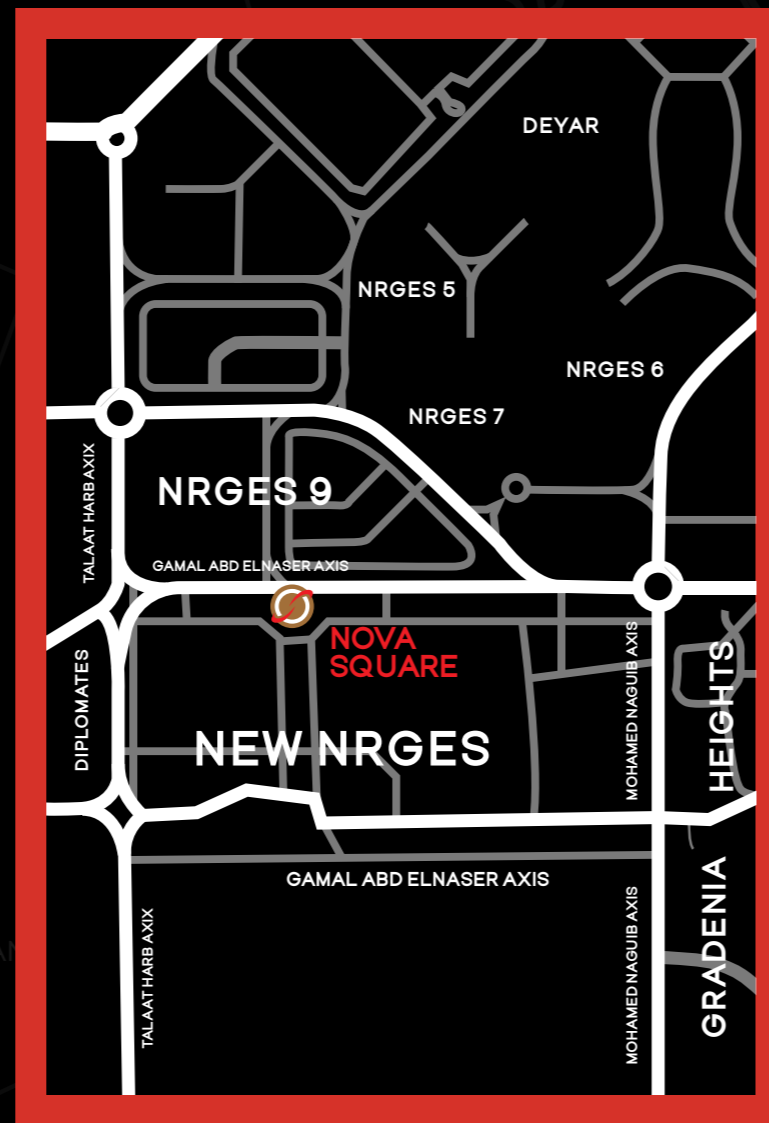 DEYAR
NRGES 5
NRGES 6
NRGES 7
TALAAT HARB AXIX
NRGES 9
GAMAL ABD ELNASER AXIS
NOVA
SQUARE
MOHAMED NAGUIB AXIS
HEIGHTS
DIPLOMATES
NEW NRGES
GAMAL ABD ELNASER AXIS
GRADENIA
TALAAT HARB AXIX
MOHAMED NAGUIB AXIS